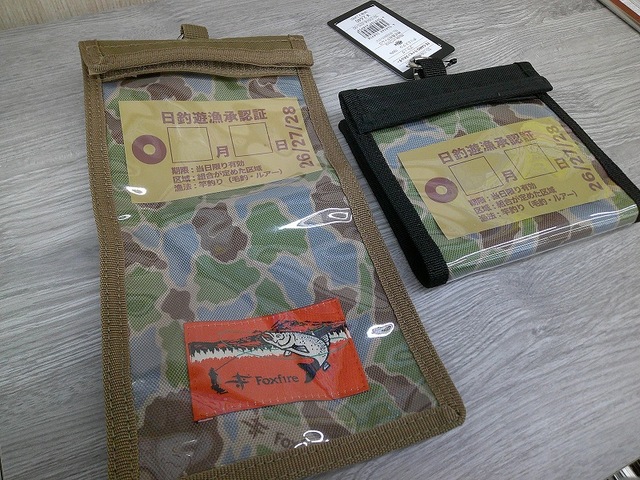 日釣遊漁承認証
月
日
26/27/28
期限：当日限り有効
区域：組合が定めた区域
漁法：竿釣り（毛釣・ルアー）
Foxfire
Fo
日釣遊漁承認証
月
日
26/27/28
期限：当日限り有効
区域：組合が定めた区域
漁法：竿釣り（毛釣・ルアー）